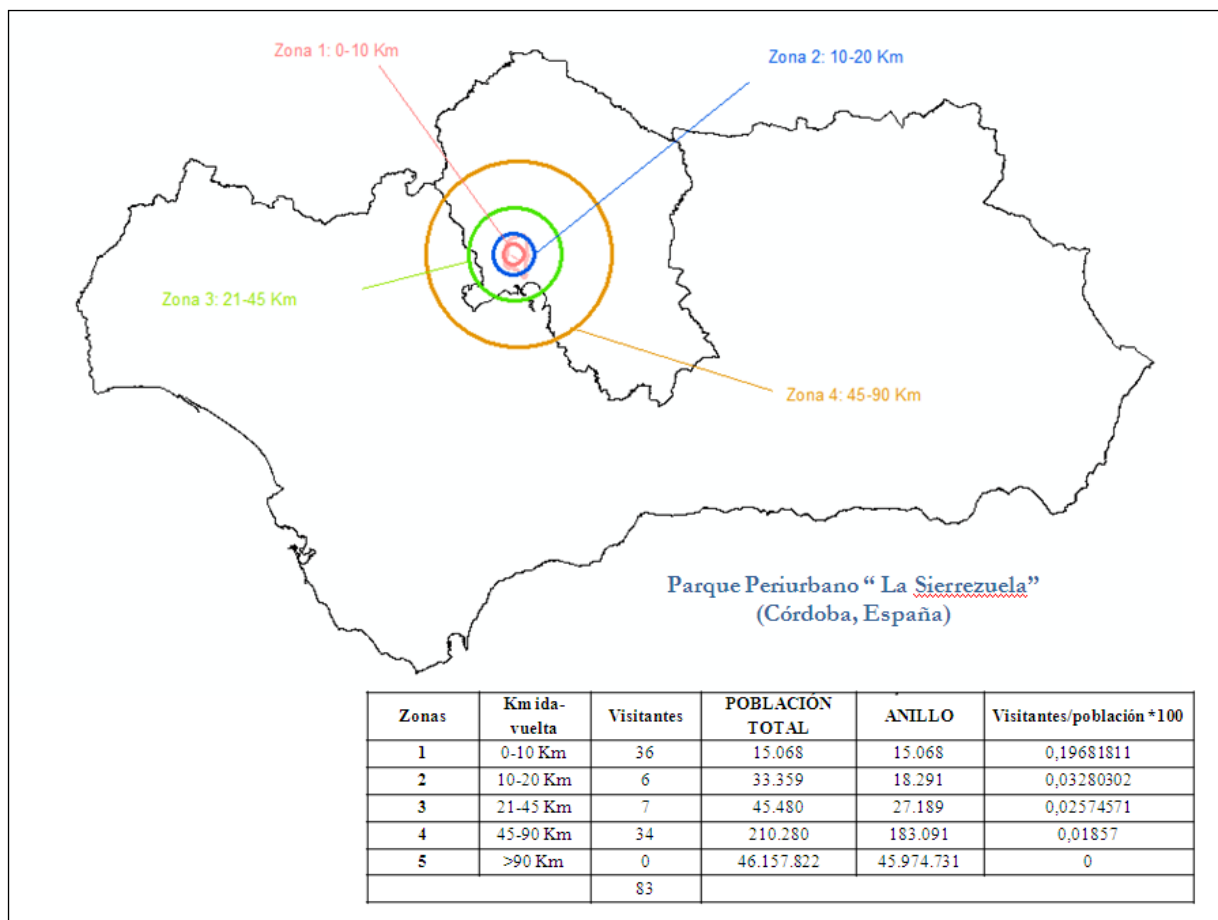 Zona 1: 0-10 Km
Zona 2: 10-20 Km
Zona 3: 21-45 Km
Zona 4: 45-90 Km
Parque Periurbano “ La Sierrezuela”
(Córdoba, España)
Zonas Km ida-vuelta Visitantes POBLACIÓN TOTAL ANILLO Visitantes/población *100
1 0-10 Km 36 15.068 15.068 0,19681811
2 10-20 Km 6 33.359 18.291 0,03280302
3 21-45 Km 7 45.480 27.189 0,02574571
4 45-90 Km 34 210.280 183.091 0,01857
5 >90 Km 0 46.157.822 45.974.731 0
83